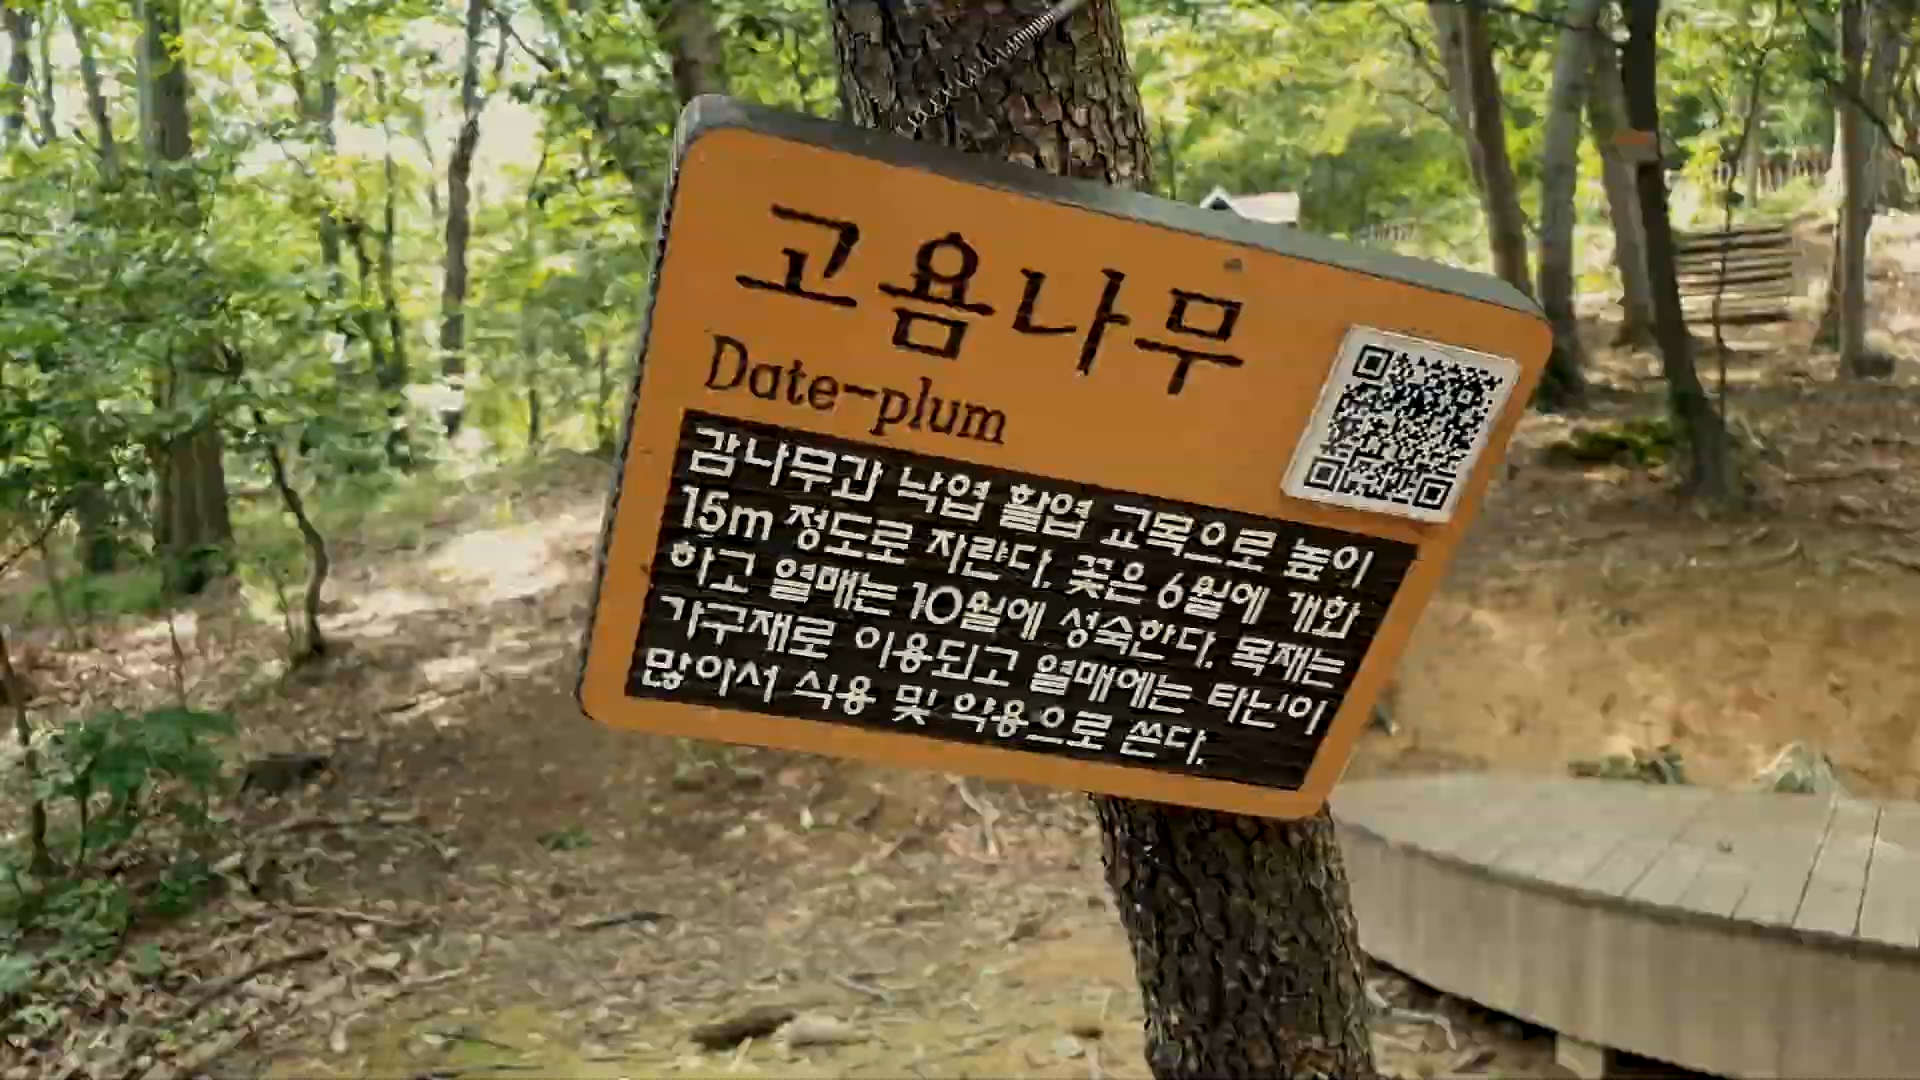 고욤나무
Date-plum
감나무과 낙엽 활엽 교목으로 높이
15m 정도로 자란다. 꽃은 6월에 개화
하고 열매는 10월에 성숙한다. 목재는
가구재로 이용되고 열매에는 타닌이
많아서 식용 및 약용으로 쓴다.